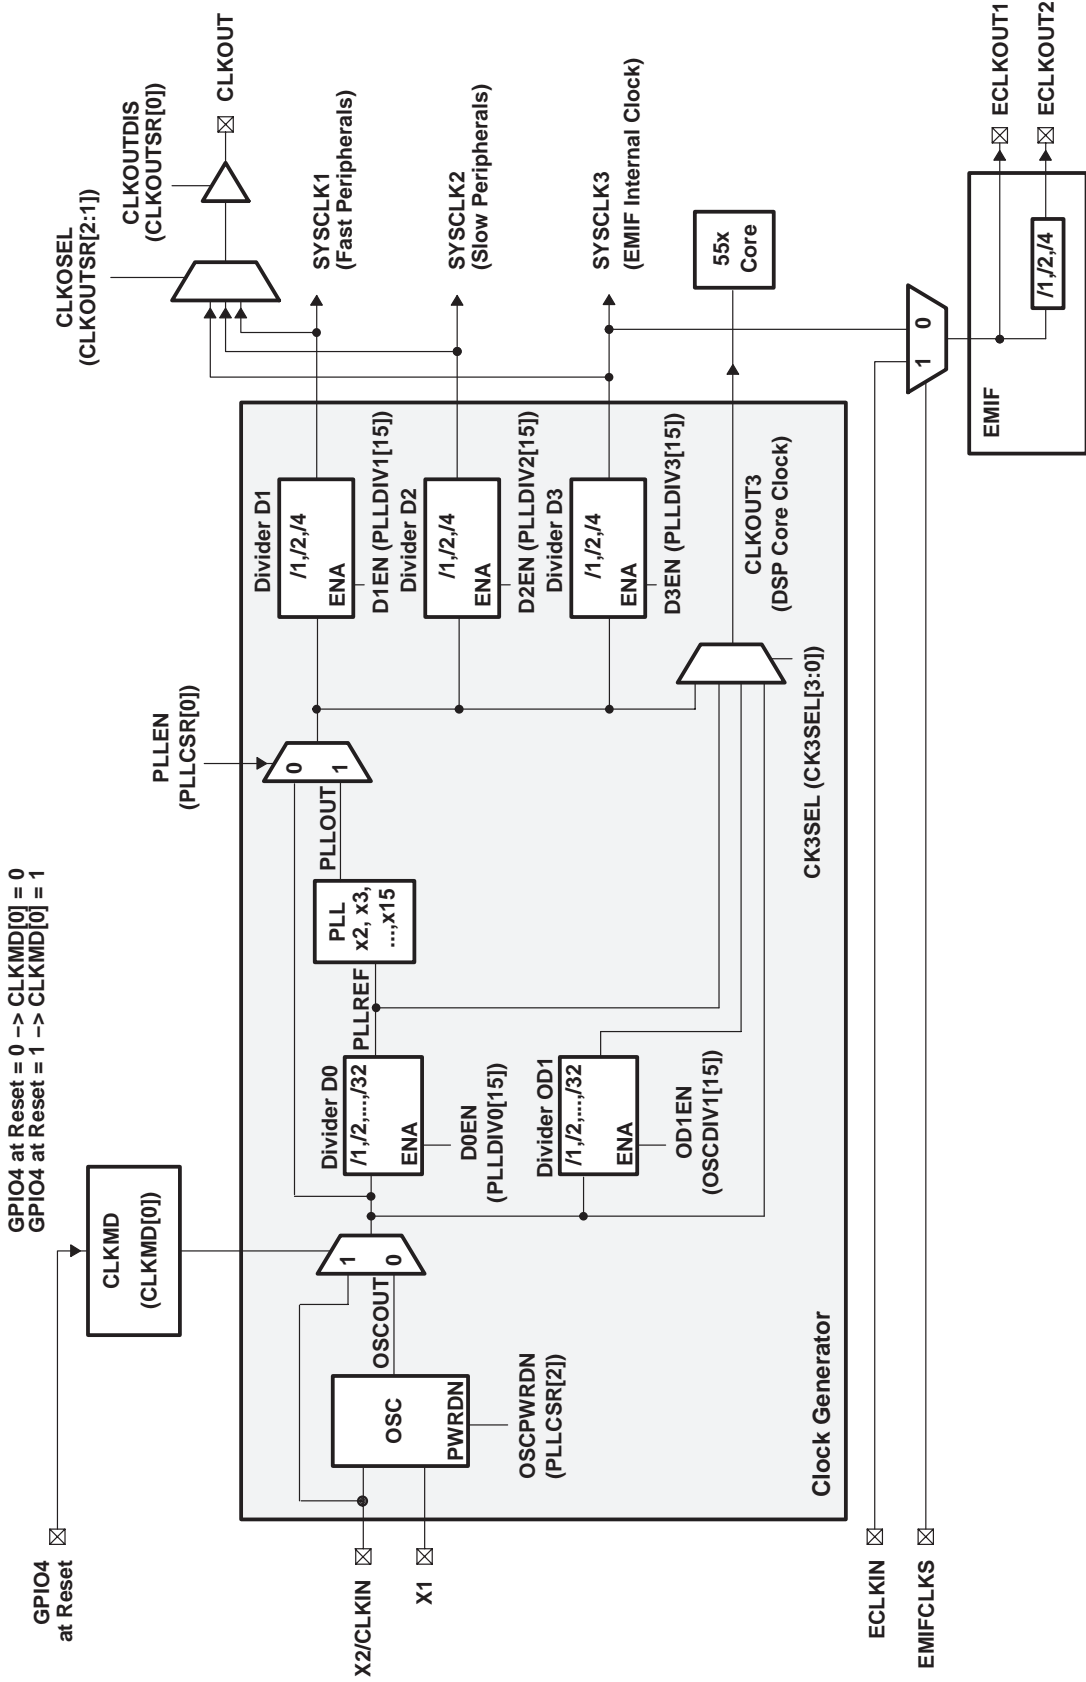 GPIO4 at Reset = 0 −> CLKMD[0] = 0
GPIO4 at Reset = 1 −> CLKMD[0] = 1
GPIO4
at Reset
CLKMD
(CLKMD[0])
X2/CLKIN
X1
OSC
PWRDN
OSCPWRDN
(PLLCSR[2])
OSCOUT
1
0
Divider D0
/1,/2,...,/32
ENA
D0EN
(PLLDIV0[15])
Divider OD1
/1,/2,...,/32
ENA
OD1EN
(OSCDIV1[15])
PLLREF
PLL
x2, x3,
...,x15
PLLOUT
PLLEN
(PLLCSR[0])
0
1
Divider D1
/1,/2,/4
ENA
D1EN (PLLDIV1[15])
Divider D2
/1,/2,/4
ENA
D2EN (PLLDIV2[15])
Divider D3
/1,/2,/4
ENA
D3EN (PLLDIV3[15])
CK3SEL (CK3SEL[3:0])
CLKOUT3
(DSP Core Clock)
Clock Generator
CLKOSEL
(CLKOUTSR[2:1])
CLKOUTDIS
(CLKOUTSR[0])
CLKOUT
SYSCLK1
(Fast Peripherals)
SYSCLK2
(Slow Peripherals)
SYSCLK3
(EMIF Internal Clock)
55x
Core
ECLKIN
EMIFCLKS
1
0
EMIF
/1,/2,/4
ECLKOUT1
ECLKOUT2